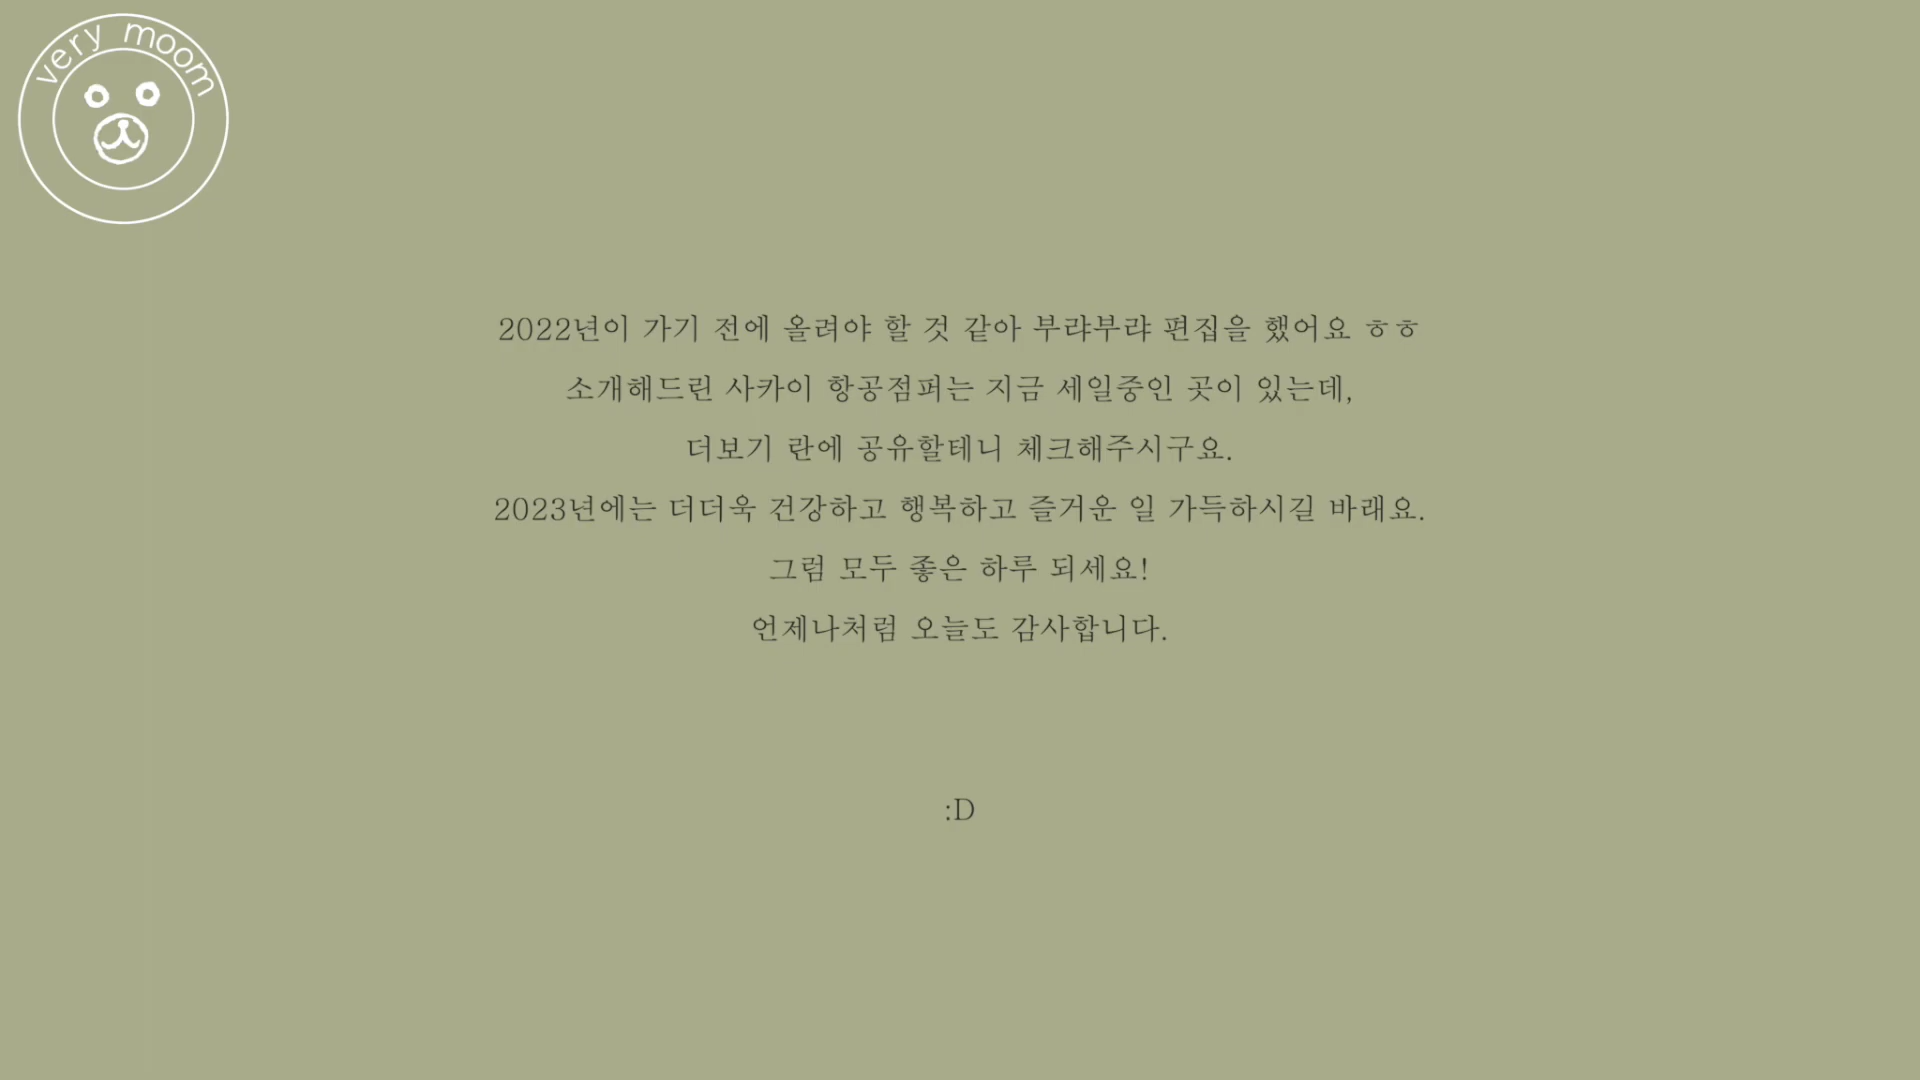 very moom
2022년이 가기 전에 올려야 할 것 같아 부랴부랴 편집을 했어요 ㅎㅎ
소개해드린 사카이 항공점퍼는 지금 세일중인 곳이 있는데,
더보기 란에 공유할테니 체크해주시구요.
2023년에는 더더욱 건강하고 행복하고 즐거운 일 가득하시길 바래요.
그럼 모두 좋은 하루 되세요!
언제나처럼 오늘도 감사합니다.
:D